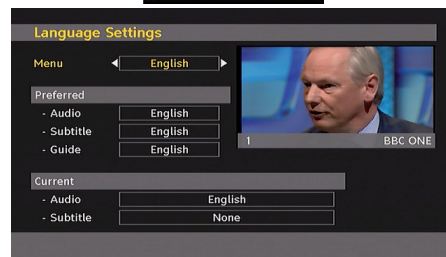 Language Settings
Menu English
Preferred
- Audio English
- Subtitle English
- Guide English
1 BBC ONE
Current
- Audio English
- Subtitle None